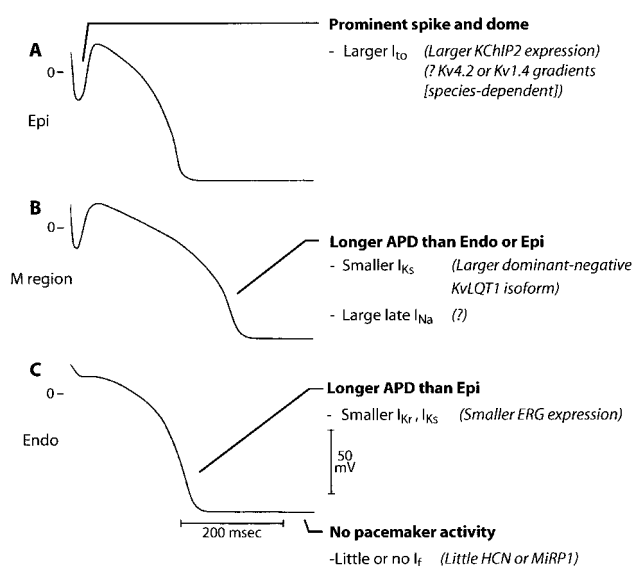 Prominent spike and dome
A
- Larger Ito (Larger KChIP2 expression)
0–
(? Kv4.2 or Kv1.4 gradients
[species-dependent])
Epi
B
0–
Longer APD than Endo or Epi
M region
- Smaller IKs (Larger dominant-negative
KvLQT1 isoform)
- Large late INa (?)
C
0–
Longer APD than Epi
- Smaller IKr , IKs (Smaller ERG expression)
Endo
50
mV
200 msec
No pacemaker activity
-Little or no If (Little HCN or MiRP1)